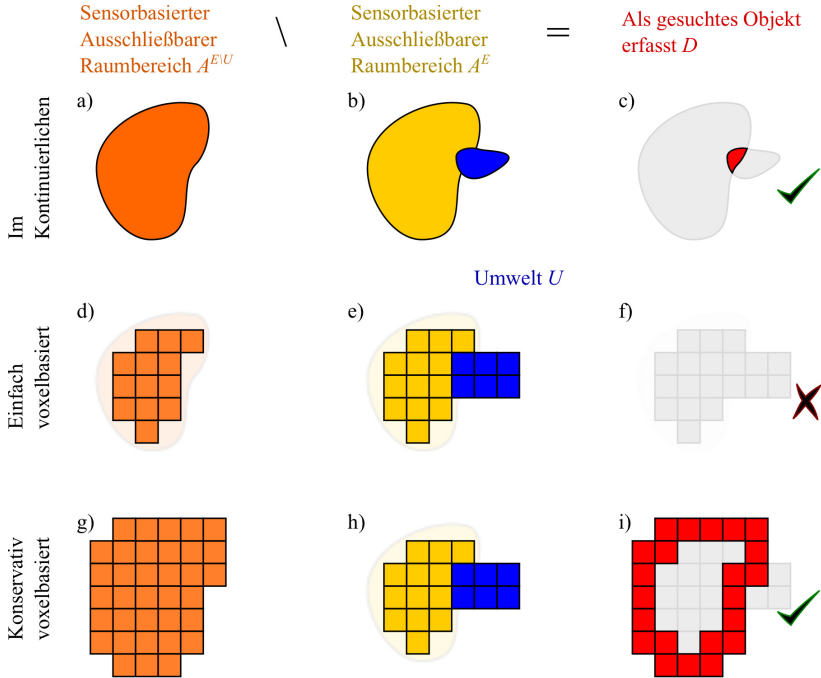 Sensorbasierter
Ausschließbarer
Raumbereich A^{E\U}
\
Sensorbasierter
Ausschließbarer
Raumbereich A^E
=
Als gesuchtes Objekt
erfasst D
Im
Kontinuierlichen
a)
b)
c)
Umwelt U
Einfach
voxelbasiert
d)
e)
f)
Konservativ
voxelbasiert
g)
h)
i)